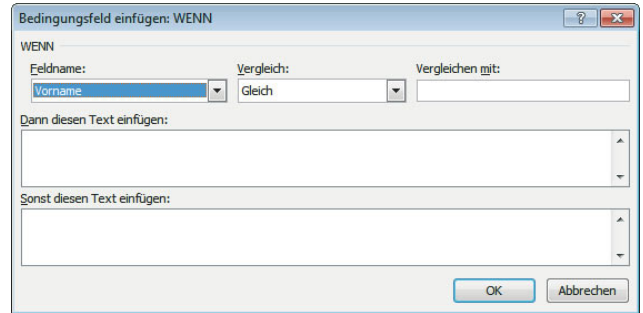 Bedingungsfeld einfügen: WENN
WENN
Feldname: Vergleich: Vergleichen mit:
Vorname Gleich
Dann diesen Text einfügen:
Sonst diesen Text einfügen:
OK Abbrechen